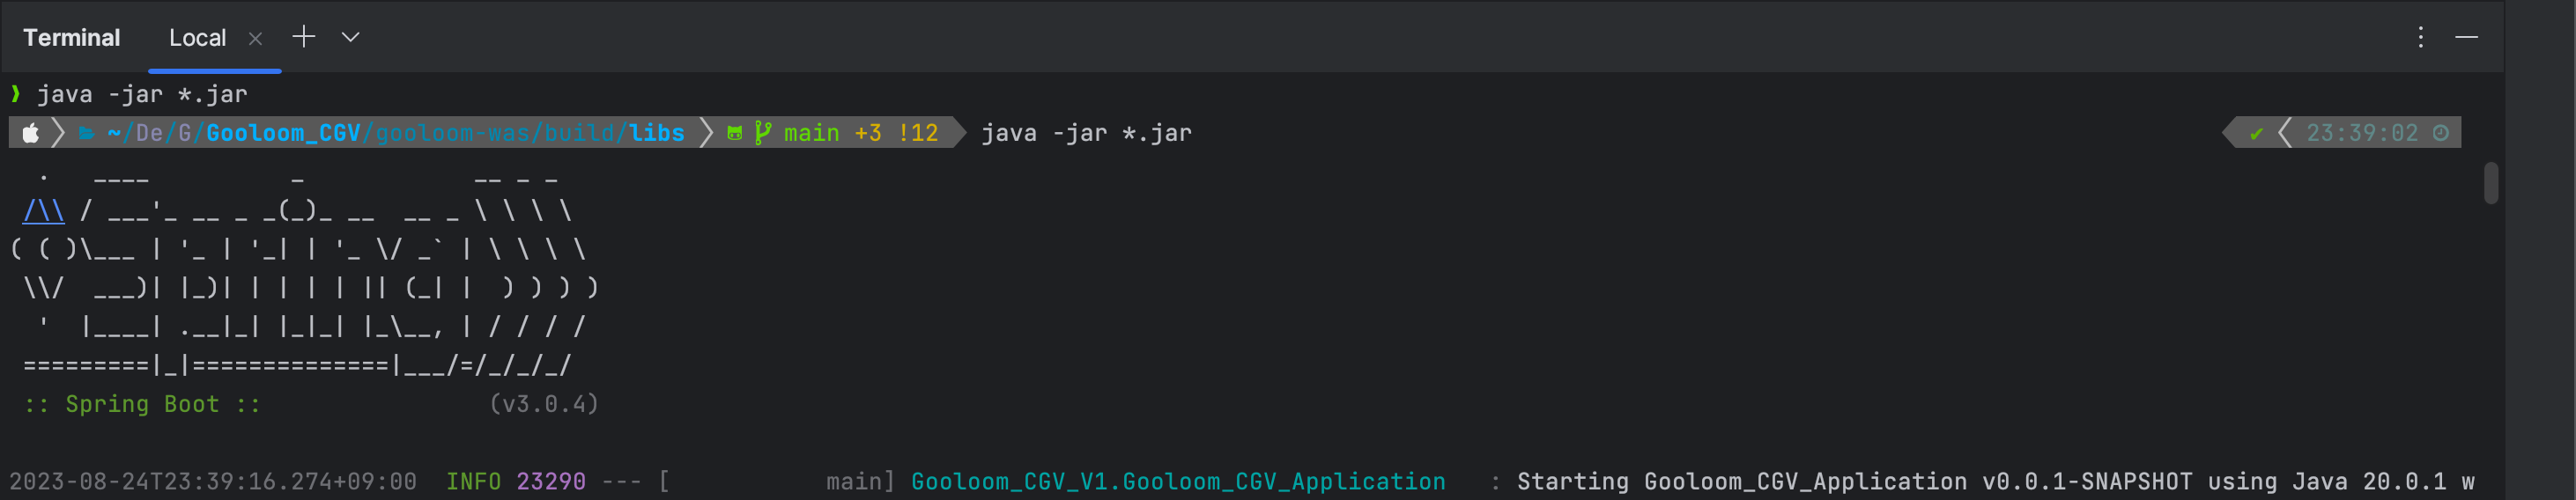 Terminal Local
java -jar *.jar
~/De/G/Gooloom_CGV/gooloom-was/build/libs main +3 !12 java -jar *.jar 23:39:02
  .   ____          _            __ _ _
 /\\ / ___'_ __ _ _(_)_ __  __ _ \ \ \ \
( ( )\___ | '_ | '_| | '_ \/ _` | \ \ \ \
 \\/  ___)| |_)| | | | | || (_| |  ) ) ) )
  '  |____| .__|_| |_|_| |_\__, | / / / /
 =========|_|==============|___/=/_/_/_/
 :: Spring Boot ::                (v3.0.4)
2023-08-24T23:39:16.274+09:00  INFO 23290 --- [           main] Gooloom_CGV_V1.Gooloom_CGV_Application   : Starting Gooloom_CGV_Application v0.0.1-SNAPSHOT using Java 20.0.1 w